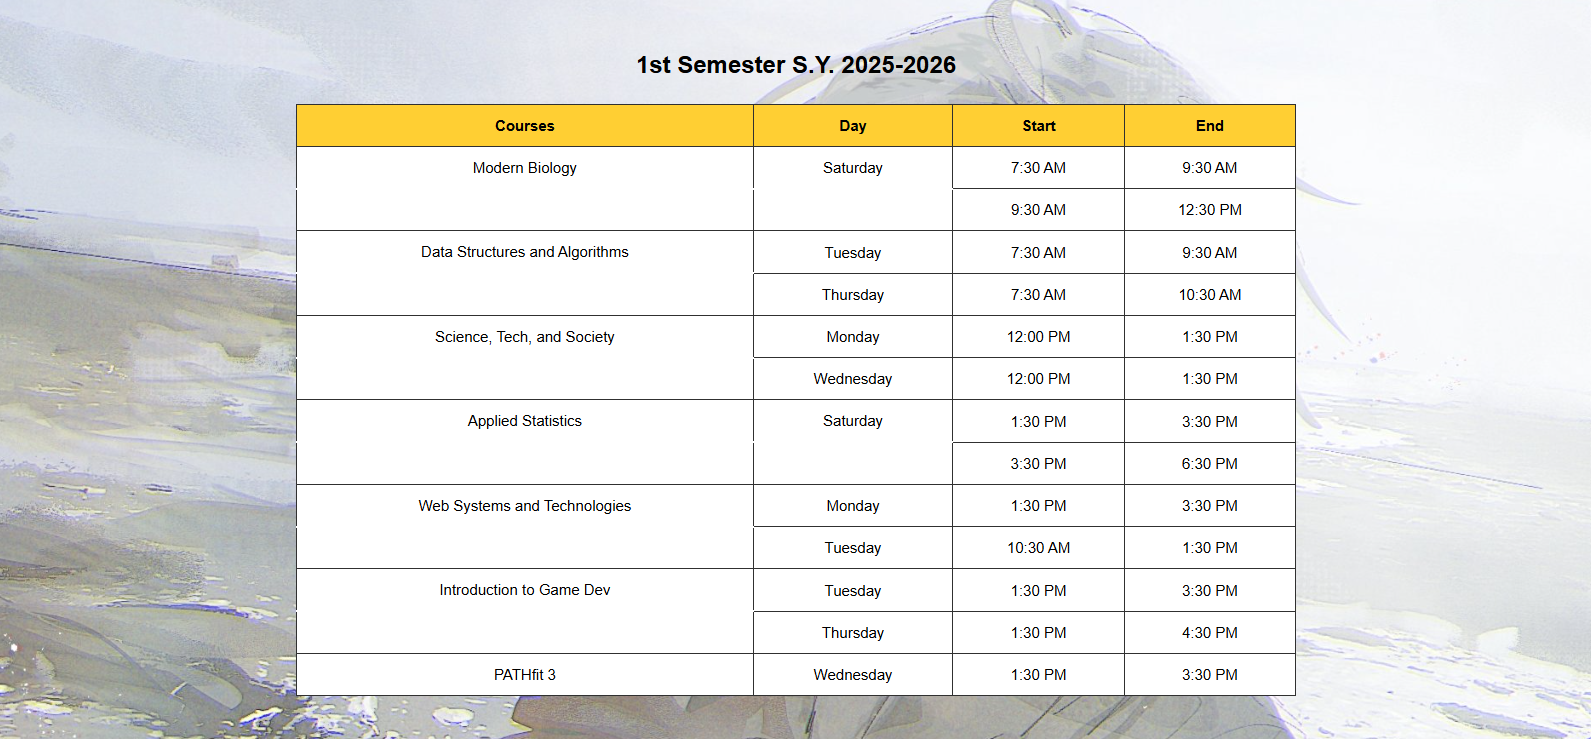 1st Semester S.Y. 2025-2026
Courses Day Start End
Modern Biology Saturday 7:30 AM 9:30 AM
9:30 AM 12:30 PM
Data Structures and Algorithms Tuesday 7:30 AM 9:30 AM
Thursday 7:30 AM 10:30 AM
Science, Tech, and Society Monday 12:00 PM 1:30 PM
Wednesday 12:00 PM 1:30 PM
Applied Statistics Saturday 1:30 PM 3:30 PM
3:30 PM 6:30 PM
Web Systems and Technologies Monday 1:30 PM 3:30 PM
Tuesday 10:30 AM 1:30 PM
Introduction to Game Dev Tuesday 1:30 PM 3:30 PM
Thursday 1:30 PM 4:30 PM
PATHfit 3 Wednesday 1:30 PM 3:30 PM